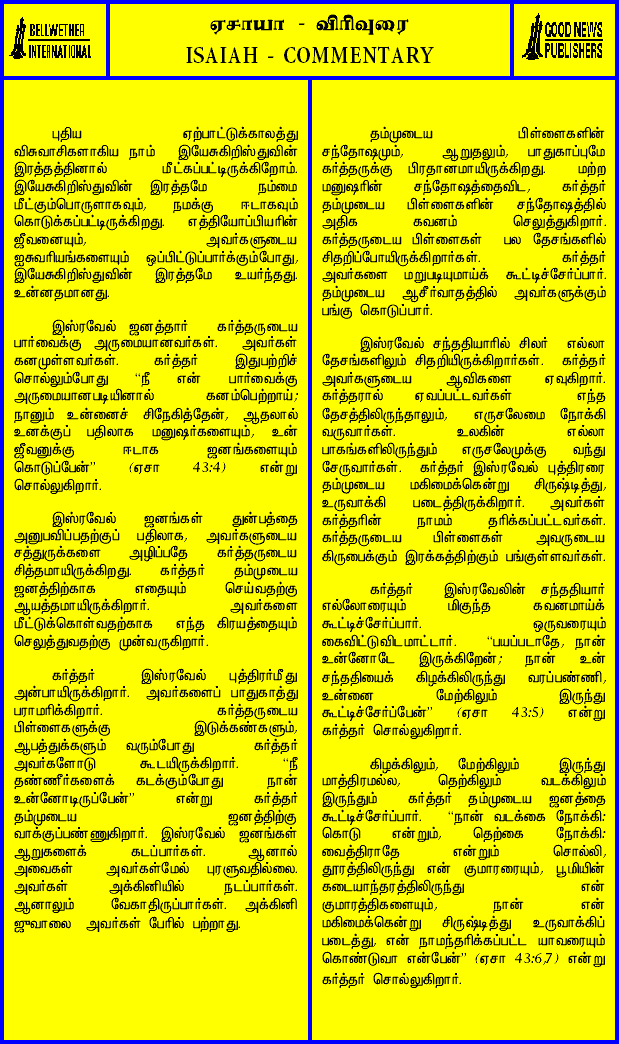 BELLWETHER
INTERNATIONAL
ஏசாயா - விரிவுரை
ISAIAH - COMMENTARY
GOOD NEWS
PUBLISHERS
புதிய ஏற்பாட்டுக்காலத்து
விசுவாசிகளாகிய நாம் இயேசுகிறிஸ்துவின்
இரத்தத்தினால் மீட்கப்பட்டிருக்கிறோம்.
இயேசுகிறிஸ்துவின் இரத்தமே நம்மை
மீட்கும்பொருளாகவும், நமக்கு ஈடாகவும்
கொடுக்கப்பட்டிருக்கிறது. எத்தியோப்பியரின்
ஜீவனையும், அவர்களுடைய
ஐசுவரியங்களையும் ஒப்பிட்டுப்பார்க்கும்போது,
இயேசுகிறிஸ்துவின் இரத்தமே உயர்ந்தது.
உன்னதமானது.
இஸ்ரவேல் ஜனத்தார் கர்த்தருடைய
பார்வைக்கு அருமையானவர்கள். அவர்கள்
கனமுள்ளவர்கள். கர்த்தர் இதுபற்றிச்
சொல்லும்போது “நீ என் பார்வைக்கு
அருமையானபடியினால் கனம்பெற்றாய்;
நானும் உன்னைச் சிநேகித்தேன், ஆதலால்
உனக்குப் பதிலாக மனுஷர்களையும், உன்
ஜீவனுக்கு ஈடாக ஜனங்களையும்
கொடுப்பேன்” (ஏசா 43:4) என்று
சொல்லுகிறார்.
இஸ்ரவேல் ஜனங்கள் துன்பத்தை
அனுபவிப்பதற்குப் பதிலாக, அவர்களுடைய
சத்துருக்களை அழிப்பதே கர்த்தருடைய
சித்தமாயிருக்கிறது. கர்த்தர் தம்முடைய
ஜனத்திற்காக எதையும் செய்வதற்கு
ஆயத்தமாயிருக்கிறார். அவர்களை
மீட்டுக்கொள்வதற்காக எந்த கிரயத்தையும்
செலுத்துவதற்கு முன்வருகிறார்.
கர்த்தர் இஸ்ரவேல் புத்திரர்மீது
அன்பாயிருக்கிறார். அவர்களைப் பாதுகாத்து
பராமரிக்கிறார். கர்த்தருடைய
பிள்ளைகளுக்கு இடுக்கண்களும்,
ஆபத்துக்களும் வரும்போது கர்த்தர்
அவர்களோடு கூடயிருக்கிறார். “நீ
தண்ணீர்களைக் கடக்கும்போது நான்
உன்னோடிருப்பேன்” என்று கர்த்தர்
தம்முடைய ஜனத்திற்கு
வாக்குப்பண்ணுகிறார். இஸ்ரவேல் ஜனங்கள்
ஆறுகளைக் கடப்பார்கள். ஆனால்
அவைகள் அவர்கள்மேல் புரளுவதில்லை.
அவர்கள் அக்கினியில் நடப்பார்கள்.
ஆனாலும் வேகாதிருப்பார்கள். அக்கினி
ஜுவாலை அவர்கள் பேரில் பற்றாது.
தம்முடைய பிள்ளைகளின்
சந்தோஷமும், ஆறுதலும், பாதுகாப்புமே
கர்த்தருக்கு பிரதானமாயிருக்கிறது. மற்ற
மனுஷரின் சந்தோஷத்தைவிட, கர்த்தர்
தம்முடைய பிள்ளைகளின் சந்தோஷத்தில்
அதிக கவனம் செலுத்துகிறார்.
கர்த்தருடைய பிள்ளைகள் பல தேசங்களில்
சிதறிப்போயிருக்கிறார்கள். கர்த்தர்
அவர்களை மறுபடியுமாய்க் கூட்டிச்சேர்ப்பார்.
தம்முடைய ஆசீர்வாதத்தில் அவர்களுக்கும்
பங்கு கொடுப்பார்.
இஸ்ரவேல் சந்ததியாரில் சிலர் எல்லா
தேசங்களிலும் சிதறியிருக்கிறார்கள். கர்த்தர்
அவர்களுடைய ஆவிகளை ஏவுகிறார்.
கர்த்தரால் ஏவப்பட்டவர்கள் எந்த
தேசத்திலிருந்தாலும், எருசலேமை நோக்கி
வருவார்கள். உலகின் எல்லா
பாகங்களிலிருந்தும் எருசலேமுக்கு வந்து
சேருவார்கள். கர்த்தர் இஸ்ரவேல் புத்திரரை
தம்முடைய மகிமைக்கென்று சிருஷ்டித்து,
உருவாக்கி படைத்திருக்கிறார். அவர்கள்
கர்த்தரின் நாமம் தரிக்கப்பட்டவர்கள்.
கர்த்தருடைய பிள்ளைகள் அவருடைய
கிருபைக்கும் இரக்கத்திற்கும் பங்குள்ளவர்கள்.
கர்த்தர் இஸ்ரவேலின் சந்ததியார்
எல்லோரையும் மிகுந்த கவனமாய்க்
கூட்டிச்சேர்ப்பார். ஒருவரையும்
கைவிட்டுவிடமாட்டார். “பயப்படாதே, நான்
உன்னோடே இருக்கிறேன்; நான் உன்
சந்ததியைக் கிழக்கிலிருந்து வரப்பண்ணி,
உன்னை மேற்கிலும் இருந்து
கூட்டிச்சேர்ப்பேன்” (ஏசா 43:5) என்று
கர்த்தர் சொல்லுகிறார்.
கிழக்கிலும், மேற்கிலும் இருந்து
மாத்திரமல்ல, தெற்கிலும் வடக்கிலும்
இருந்தும் கர்த்தர் தம்முடைய ஜனத்தை
கூட்டிச்சேர்ப்பார். “நான் வடக்கை நோக்கி:
கொடு என்றும், தெற்கை நோக்கி:
வைத்திராதே என்றும் சொல்லி,
தூரத்திலிருந்து என் குமாரரையும், பூமியின்
கடையாந்தரத்திலிருந்து என்
குமாரத்திகளையும், நான் என்
மகிமைக்கென்று சிருஷ்டித்து உருவாக்கிப்
படைத்து, என் நாமந்தரிக்கப்பட்ட யாவரையும்
கொண்டுவா என்பேன்” (ஏசா 43:6,7) என்று
கர்த்தர் சொல்லுகிறார்.